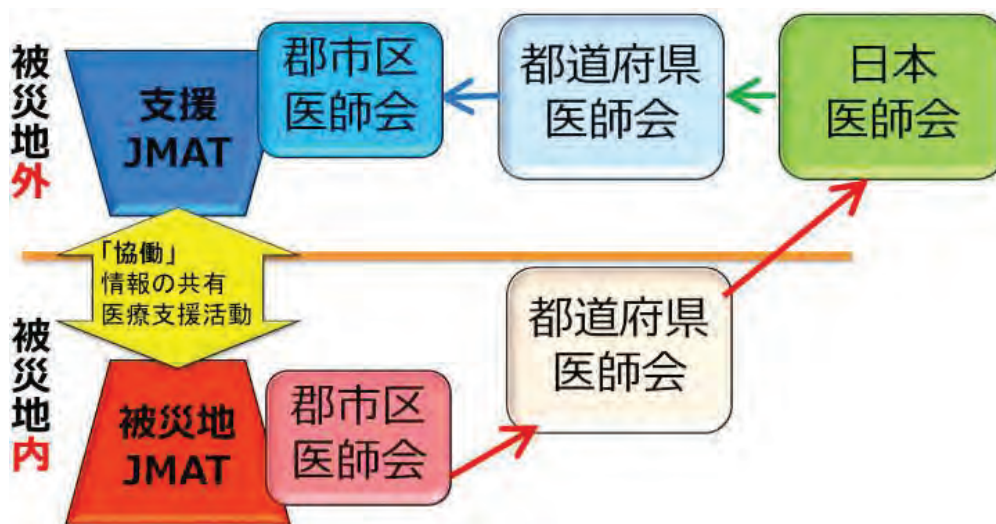 被災地外
支援
JMAT
郡市区
医師会
都道府県
医師会
日本
医師会
「協働」
情報の共有
医療支援活動
被災地内
被災地
JMAT
郡市区
医師会
都道府県
医師会